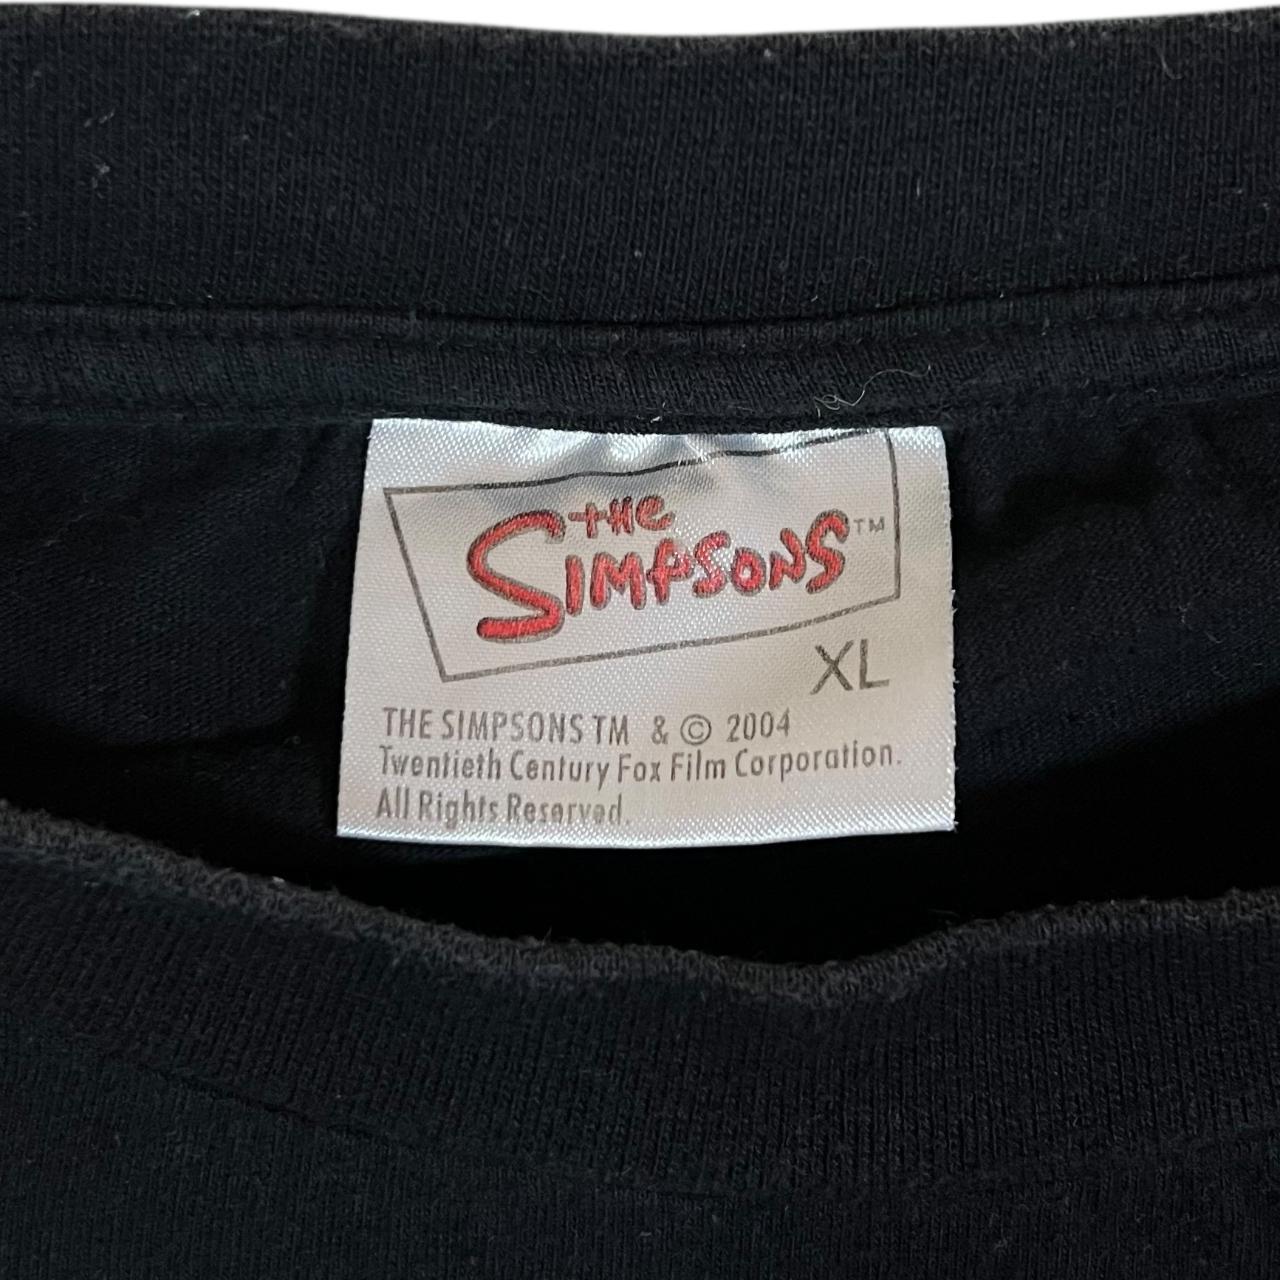 THE
SIMPSONS™
XL
THE SIMPSONS TM & © 2004
Twentieth Century Fox Film Corporation.
All Rights Reserved.